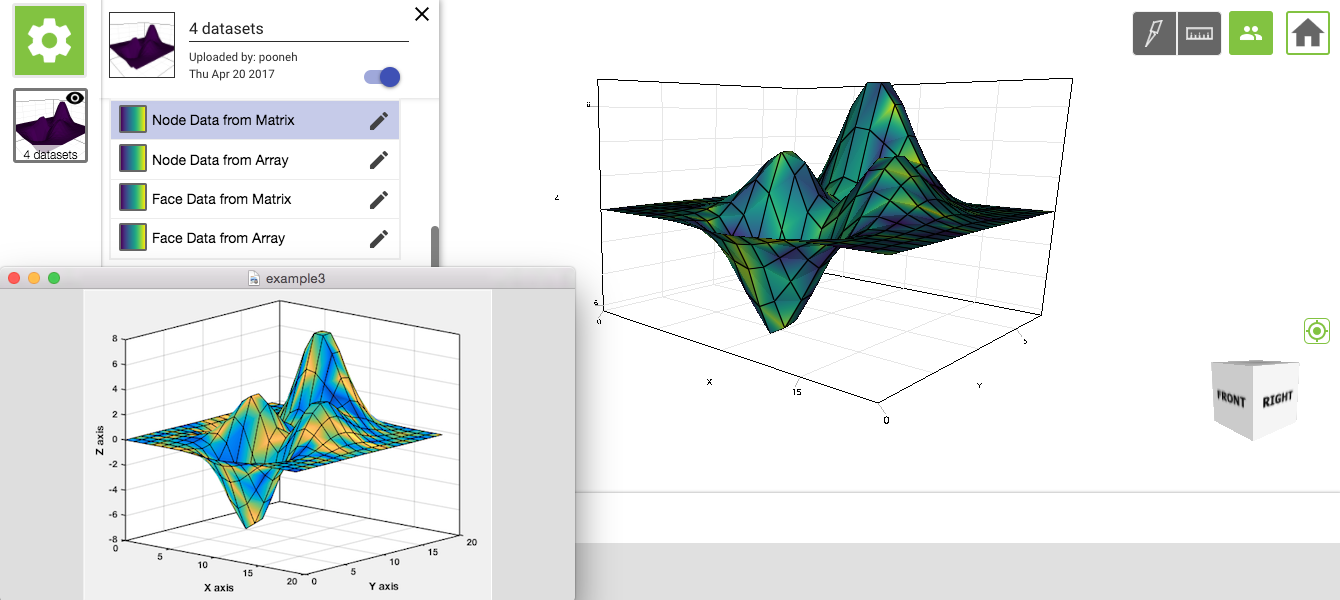 4 datasets
Uploaded by: pooneh
Thu Apr 20 2017
4 datasets
Node Data from Matrix
Node Data from Array
Face Data from Matrix
Face Data from Array
example3
8
6
4
2
0
-2
-4
-6
-8
Z axis
0
5
10
15
20
X axis
0
5
10
15
20
Y axis
Z
X
15
0
Y
0
FRONT
RIGHT